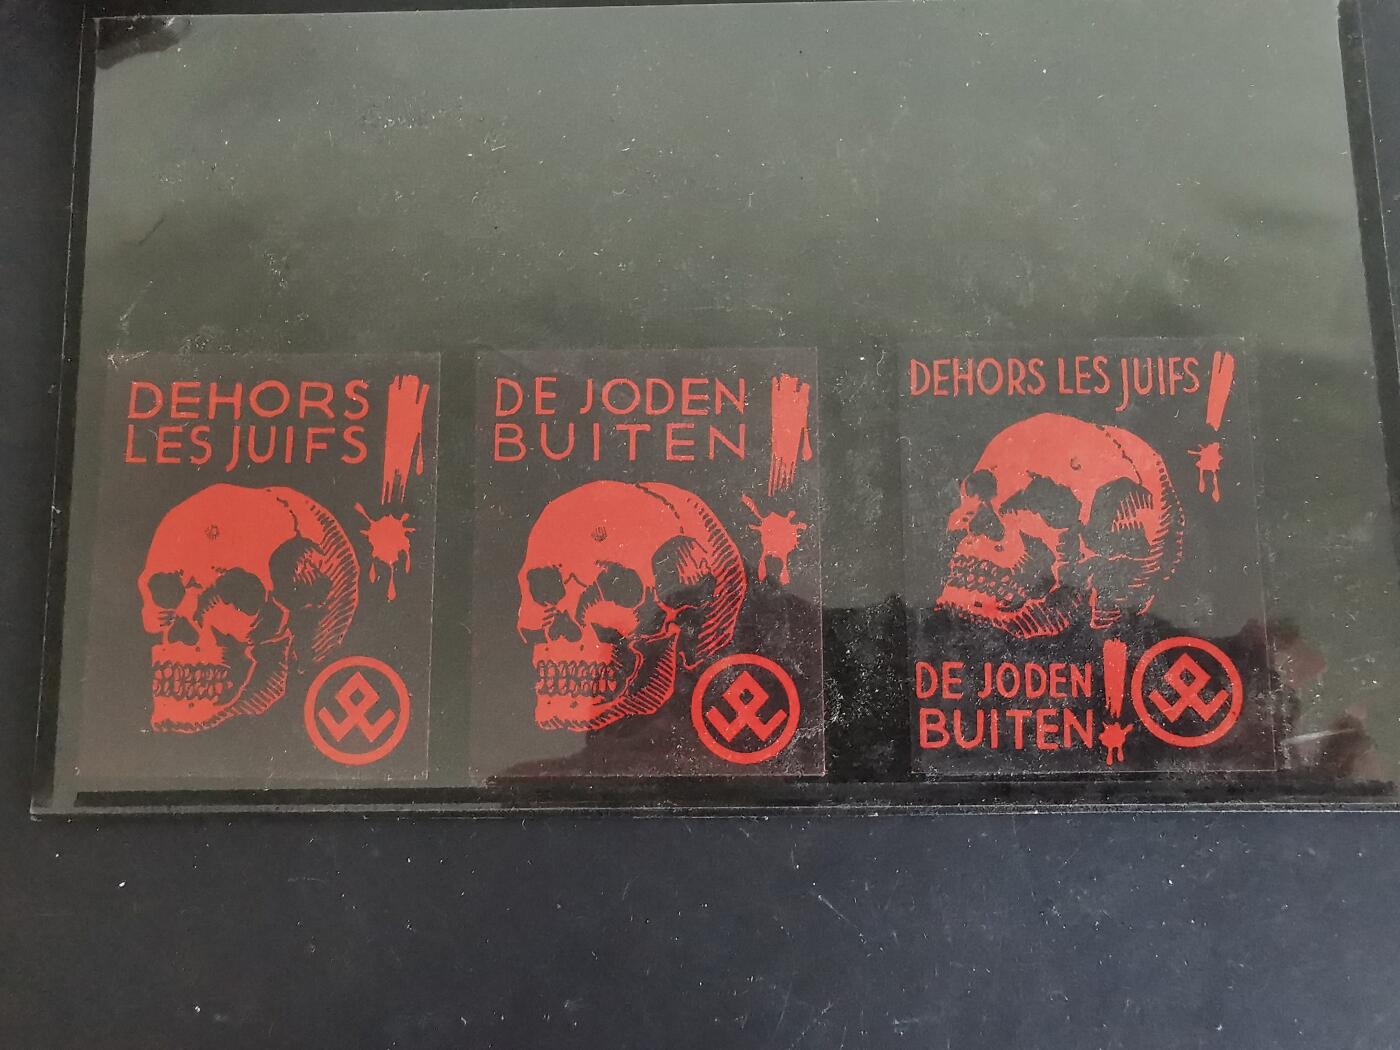 DEHORS
LES JUIFS !
DE JODEN
BUITEN !
DEHORS LES JUIFS !
DE JODEN
BUITEN !